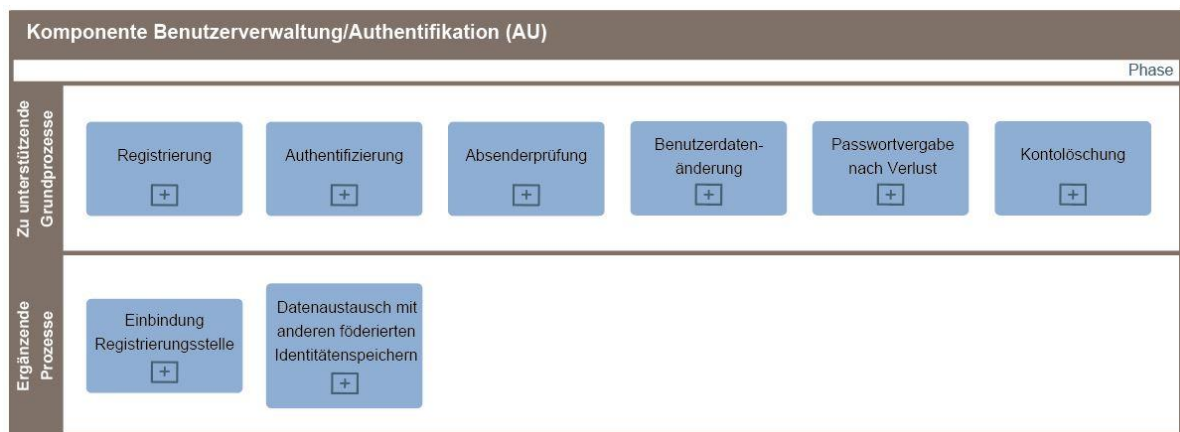 Komponente Benutzerverwaltung/Authentifikation (AU)
Phase
Zu unterstützende
Grundprozesse
Registrierung
Authentifizierung
Absenderprüfung
Benutzerdaten-
änderung
Passwortvergabe
nach Verlust
Kontolöschung
Ergänzende
Prozesse
Einbindung
Registrierungsstelle
Datenaustausch mit
anderen föderierten
Identitätenspeichern